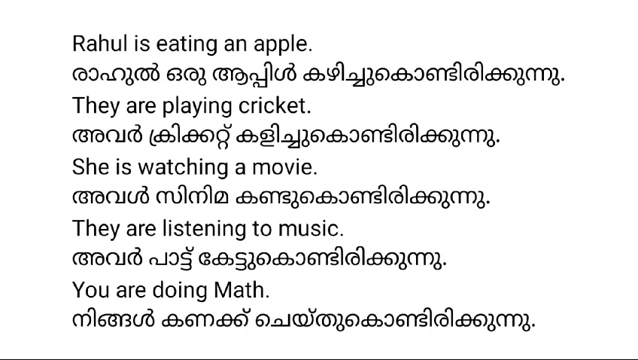 Rahul is eating an apple.
രാഹുൽ ഒരു ആപ്പിൾ കഴിച്ചുകൊണ്ടിരിക്കുന്നു.
They are playing cricket.
അവർ ക്രിക്കറ്റ് കളിച്ചുകൊണ്ടിരിക്കുന്നു.
She is watching a movie.
അവൾ സിനിമ കണ്ടുകൊണ്ടിരിക്കുന്നു.
They are listening to music.
അവർ പാട്ട് കേട്ടുകൊണ്ടിരിക്കുന്നു.
You are doing Math.
നിങ്ങൾ കണക്ക് ചെയ്തുകൊണ്ടിരിക്കുന്നു.